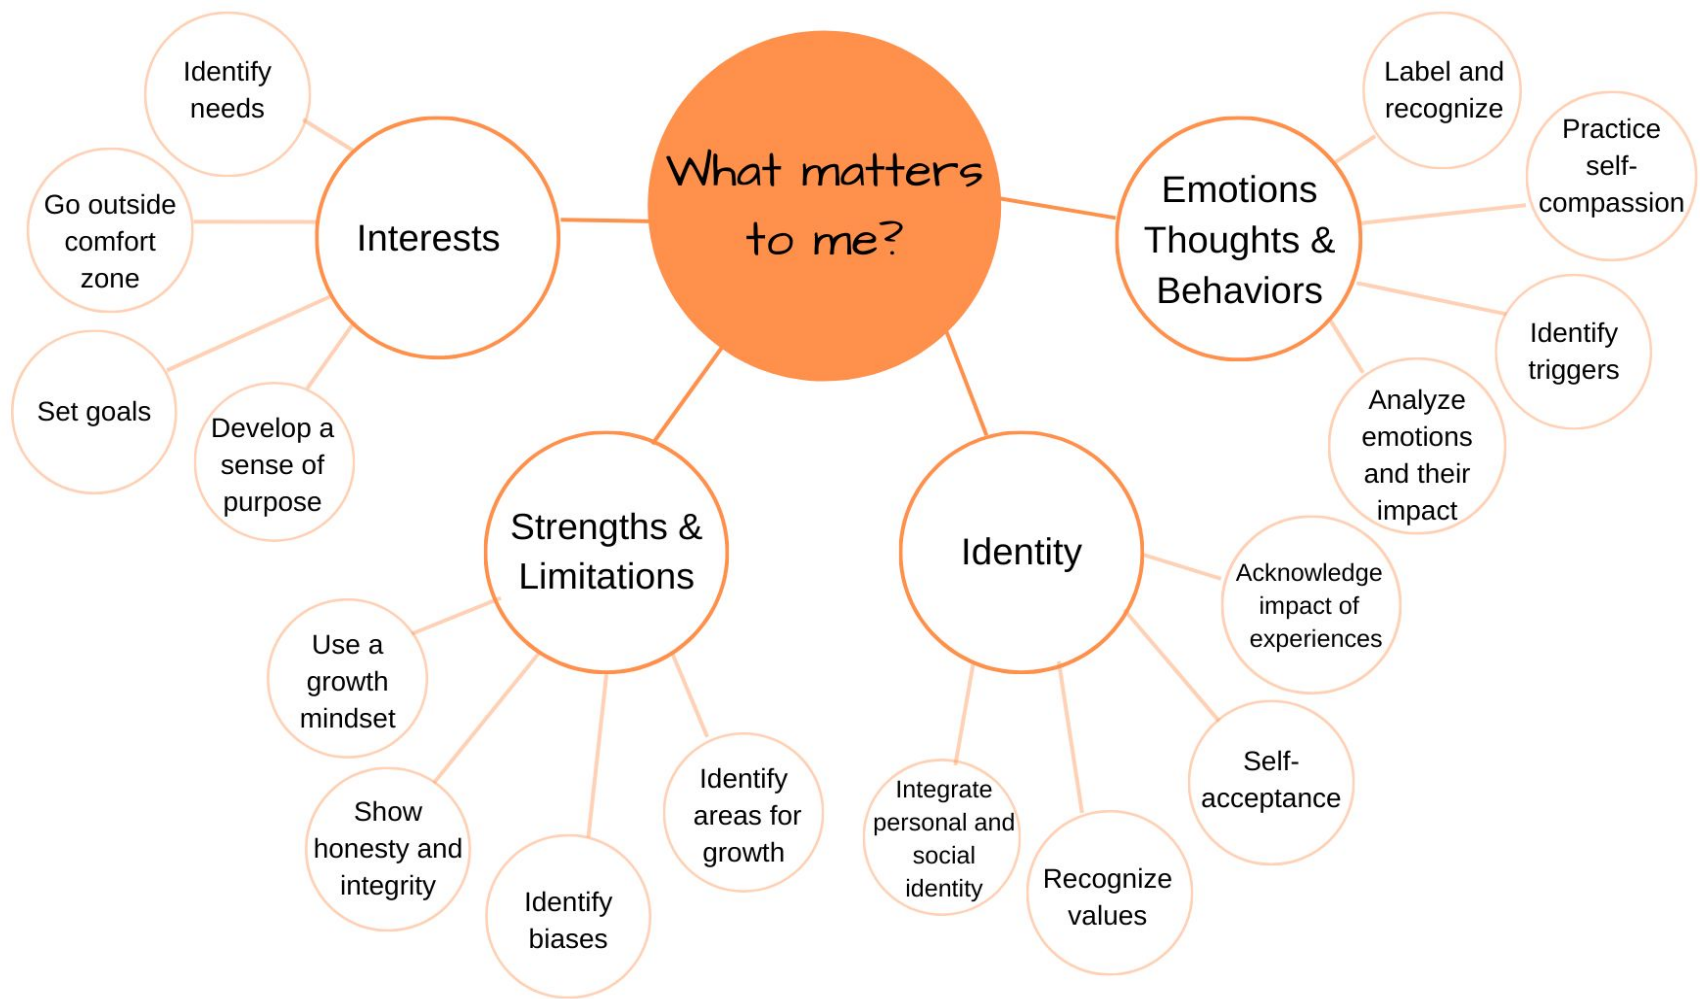 What matters
to me?
Interests
Identify
needs
Go outside
comfort
zone
Set goals
Develop a
sense of
purpose
Strengths &
Limitations
Use a
growth
mindset
Show
honesty and
integrity
Identify
biases
Identify
areas for
growth
Identity
Integrate
personal and
social
identity
Recognize
values
Self-
acceptance
Acknowledge
impact of
experiences
Emotions
Thoughts &
Behaviors
Label and
recognize
Practice
self-
compassion
Identify
triggers
Analyze
emotions
and their
impact